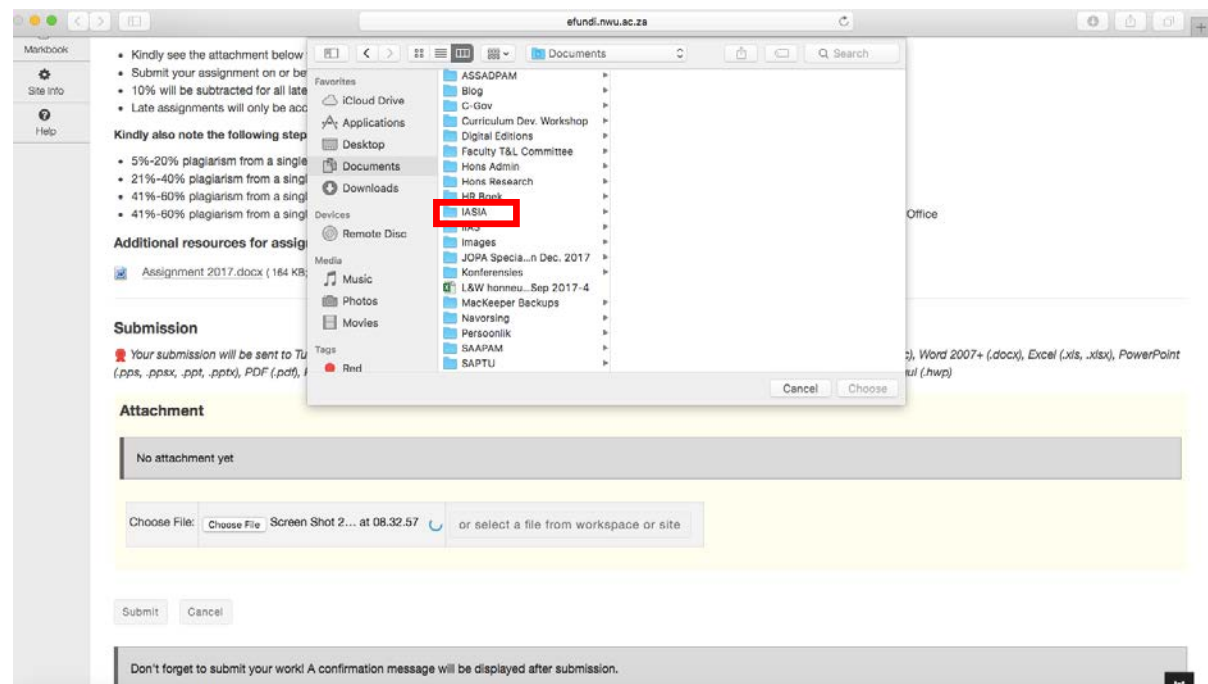 efundi.nwu.ac.za
Markbook
Site Info
Help
• Kindly see the attachment below
• Submit your assignment on or be
• 10% will be subtracted for all late
• Late assignments will only be acc
Kindly also note the following step
• 5%-20% plagiarism from a single
• 21%-40% plagiarism from a singl
• 41%-60% plagiarism from a singl
• 41%-60% plagiarism from a singl
Office
Additional resources for assig
Assignment 2017.docx (164 KB;
Documents
Search
Favorites
iCloud Drive
Applications
Desktop
Documents
Downloads
Devices
Remote Disc
Media
Music
Photos
Movies
Tags
Red
ASSADPAM
Blog
C-Gov
Curriculum Dev. Workshop
Digital Editions
Faculty T&L Committee
Hons Admin
Hons Research
HR Book
IASIA
IIAS
Images
JOPA Specia...n Dec. 2017
Konferensies
L&W honneu...Sep 2017-4
MacKeeper Backups
Navorsing
Persoonlik
SAAPAM
SAPTU
Cancel
Choose
Submission
Your submission will be sent to Tu
c), Word 2007+ (.docx), Excel (.xls, .xlsx), PowerPoint
(.pps, .ppsx, .ppt, .pptx), PDF (.pdf),
(.hwp)
Attachment
No attachment yet
Choose File: Choose File Screen Shot 2... at 08.32.57 or select a file from workspace or site
Submit Cancel
Don't forget to submit your work! A confirmation message will be displayed after submission.